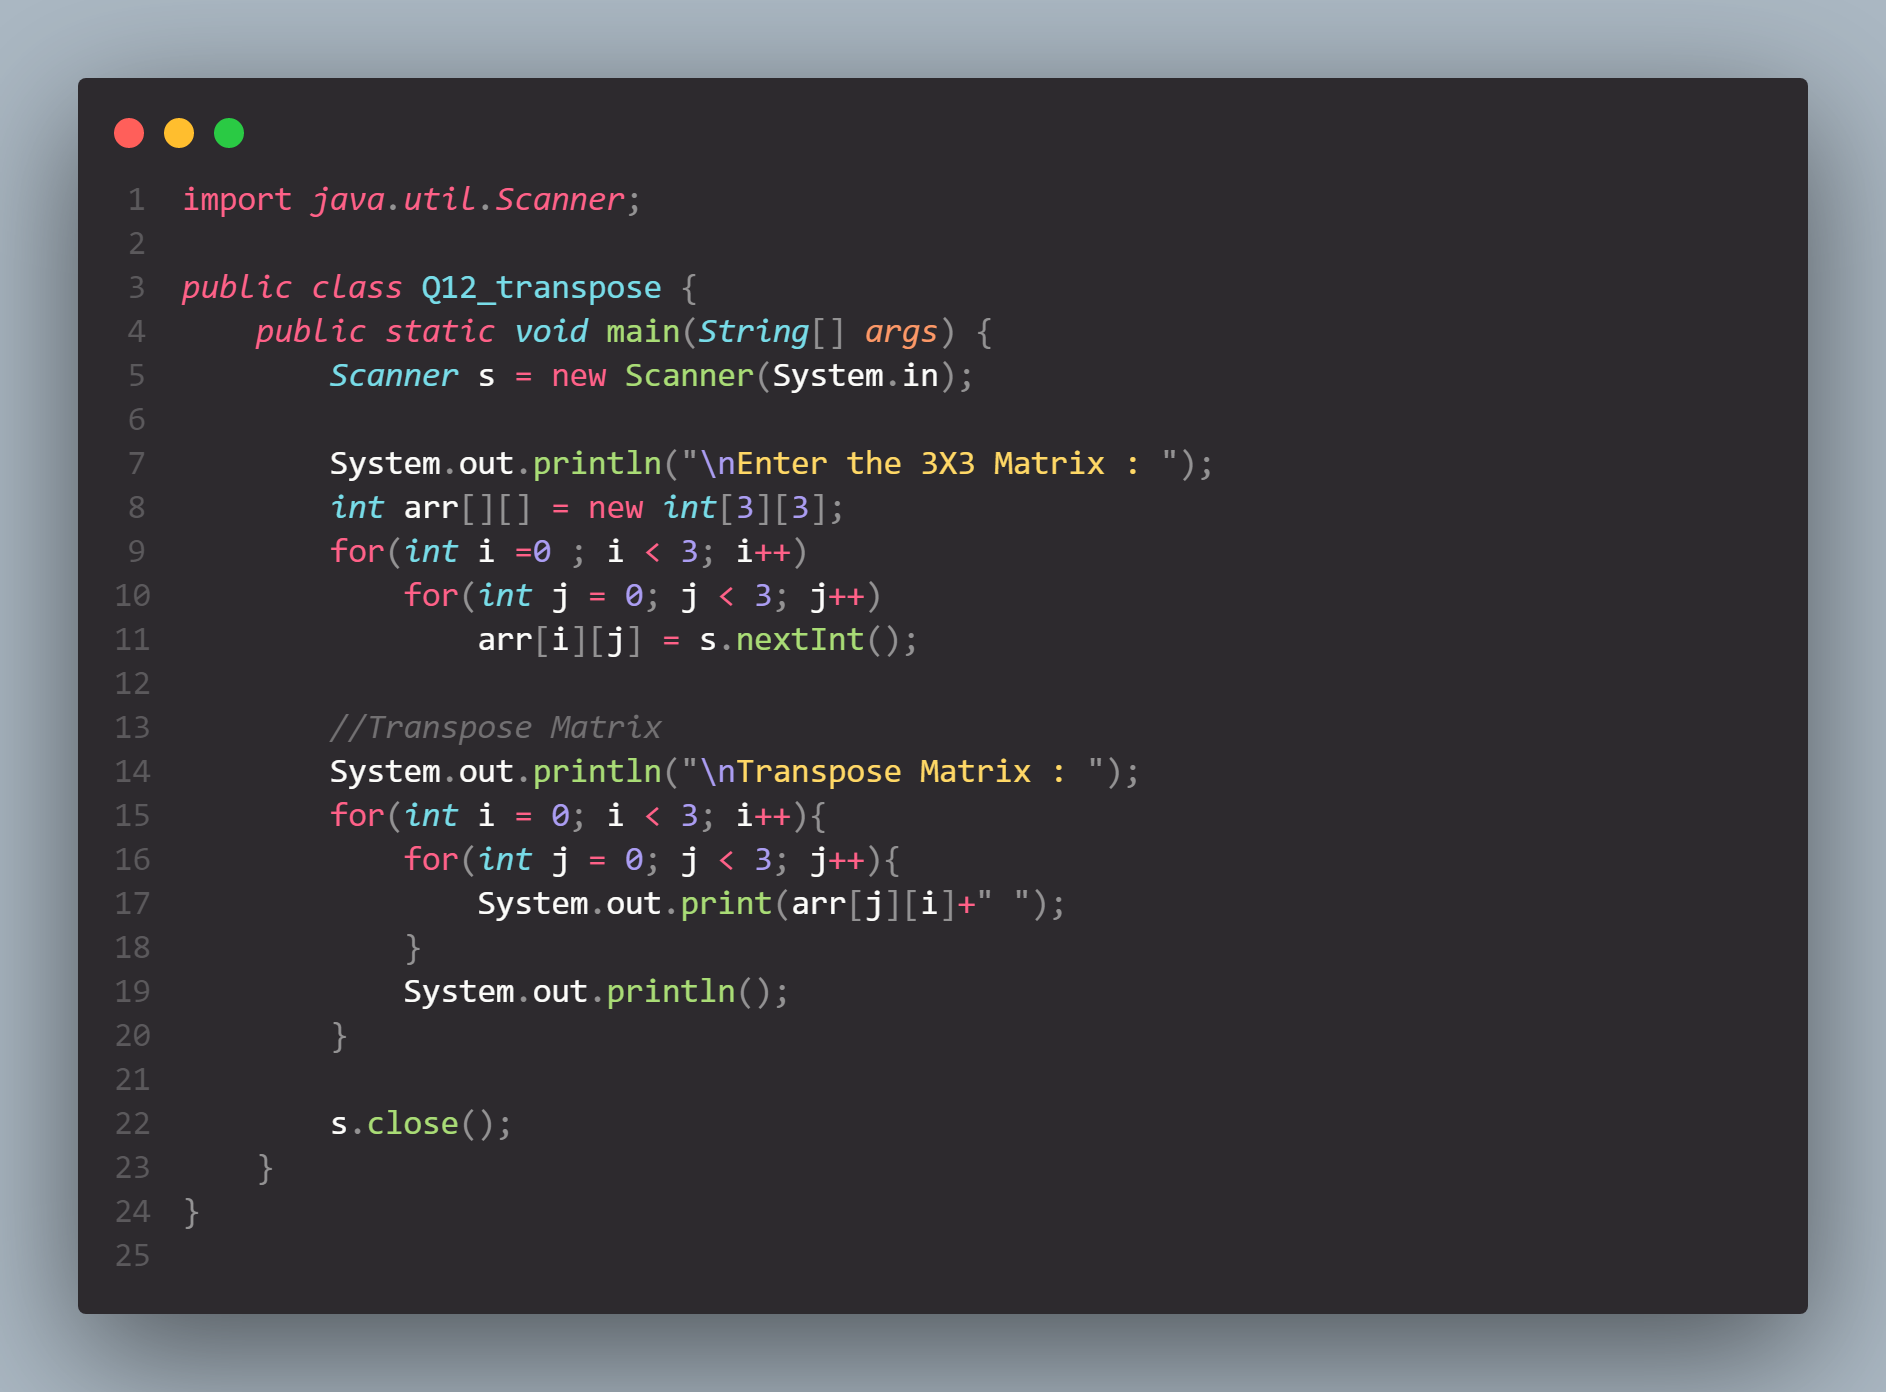 1 import java.util.Scanner;
2
3 public class Q12_transpose {
4     public static void main(String[] args) {
5         Scanner s = new Scanner(System.in);
6
7         System.out.println("\nEnter the 3X3 Matrix : ");
8         int arr[][] = new int[3][3];
9         for(int i =0 ; i < 3; i++)
10             for(int j = 0; j < 3; j++)
11                 arr[i][j] = s.nextInt();
12
13         //Transpose Matrix
14         System.out.println("\nTranspose Matrix : ");
15         for(int i = 0; i < 3; i++){
16             for(int j = 0; j < 3; j++){
17                 System.out.print(arr[j][i]+" ");
18             }
19             System.out.println();
20         }
21
22         s.close();
23     }
24 }
25